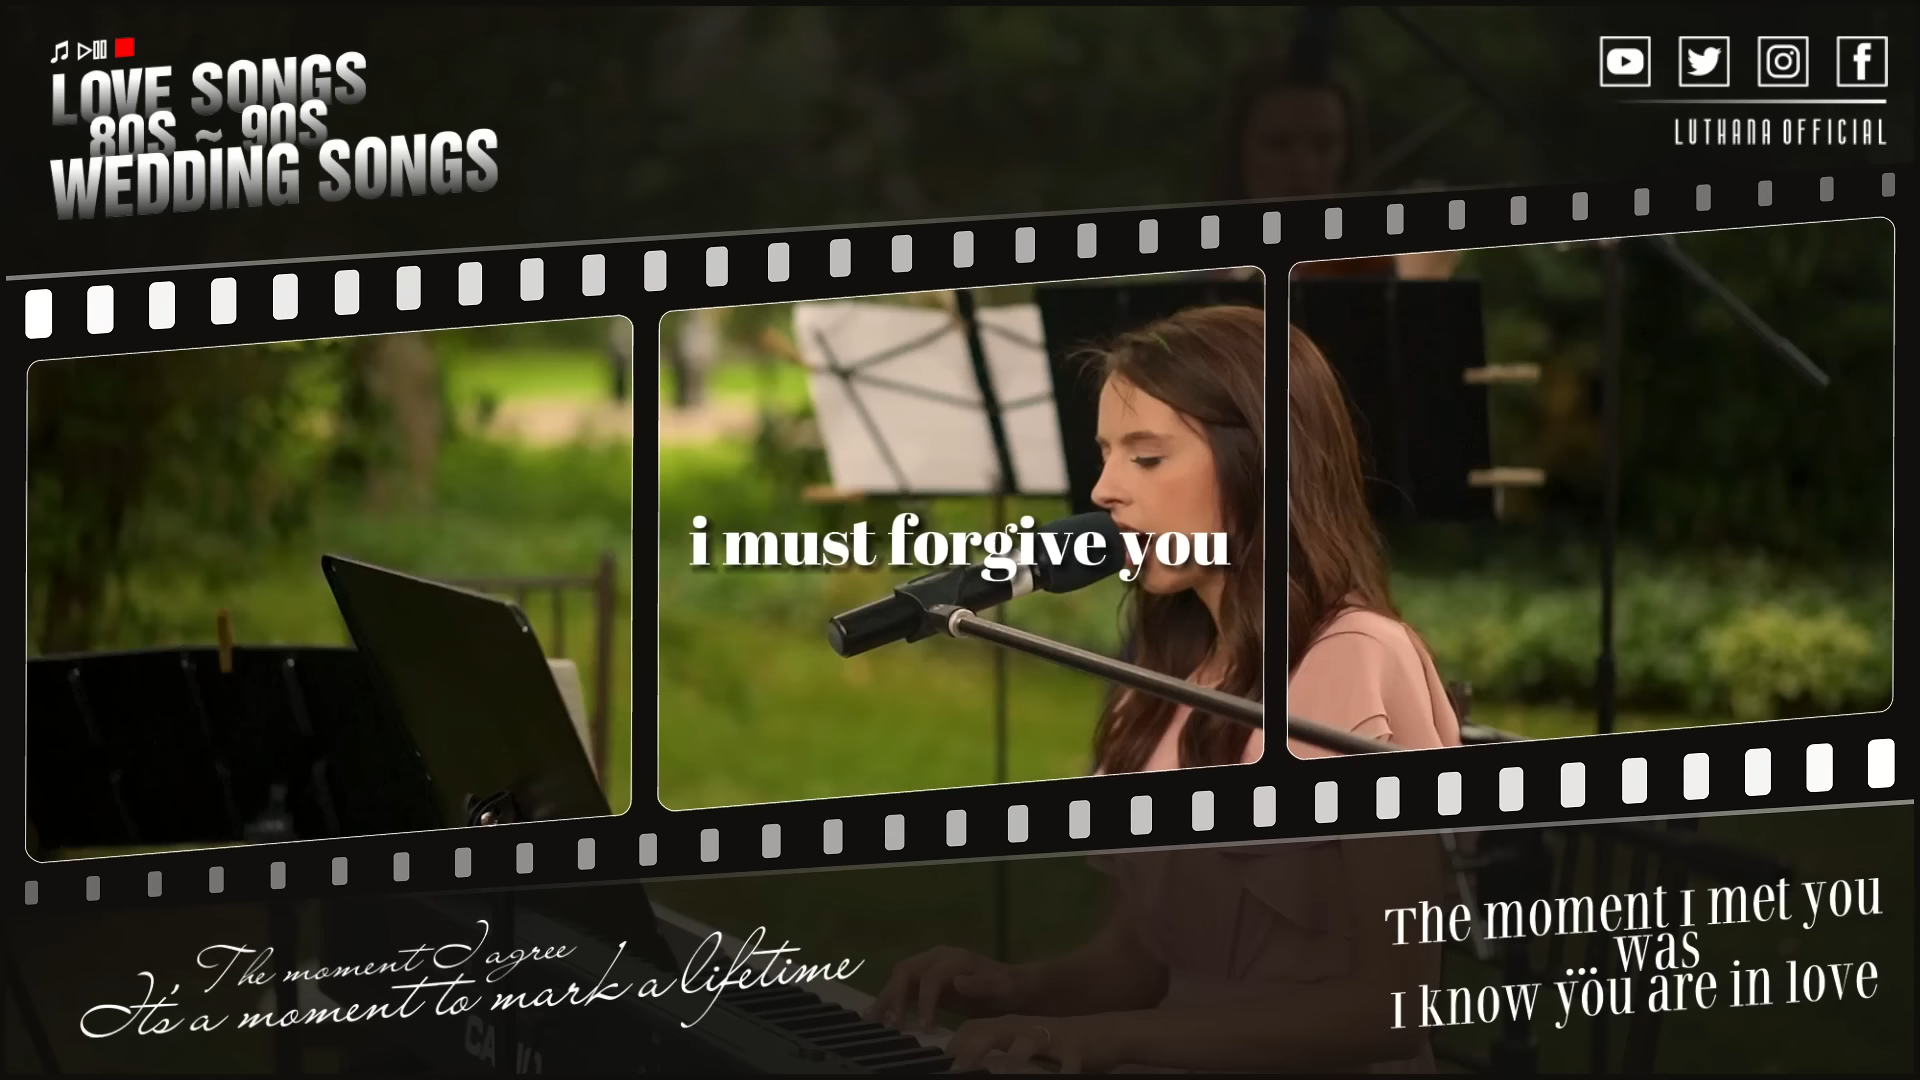 LOVE SONGS
80S ~ 90S
WEDDING SONGS
LUTHANA OFFICIAL
i must forgive you
The moment I agree
It's a moment to mark a lifetime
The moment I met you
was
I know you are in love